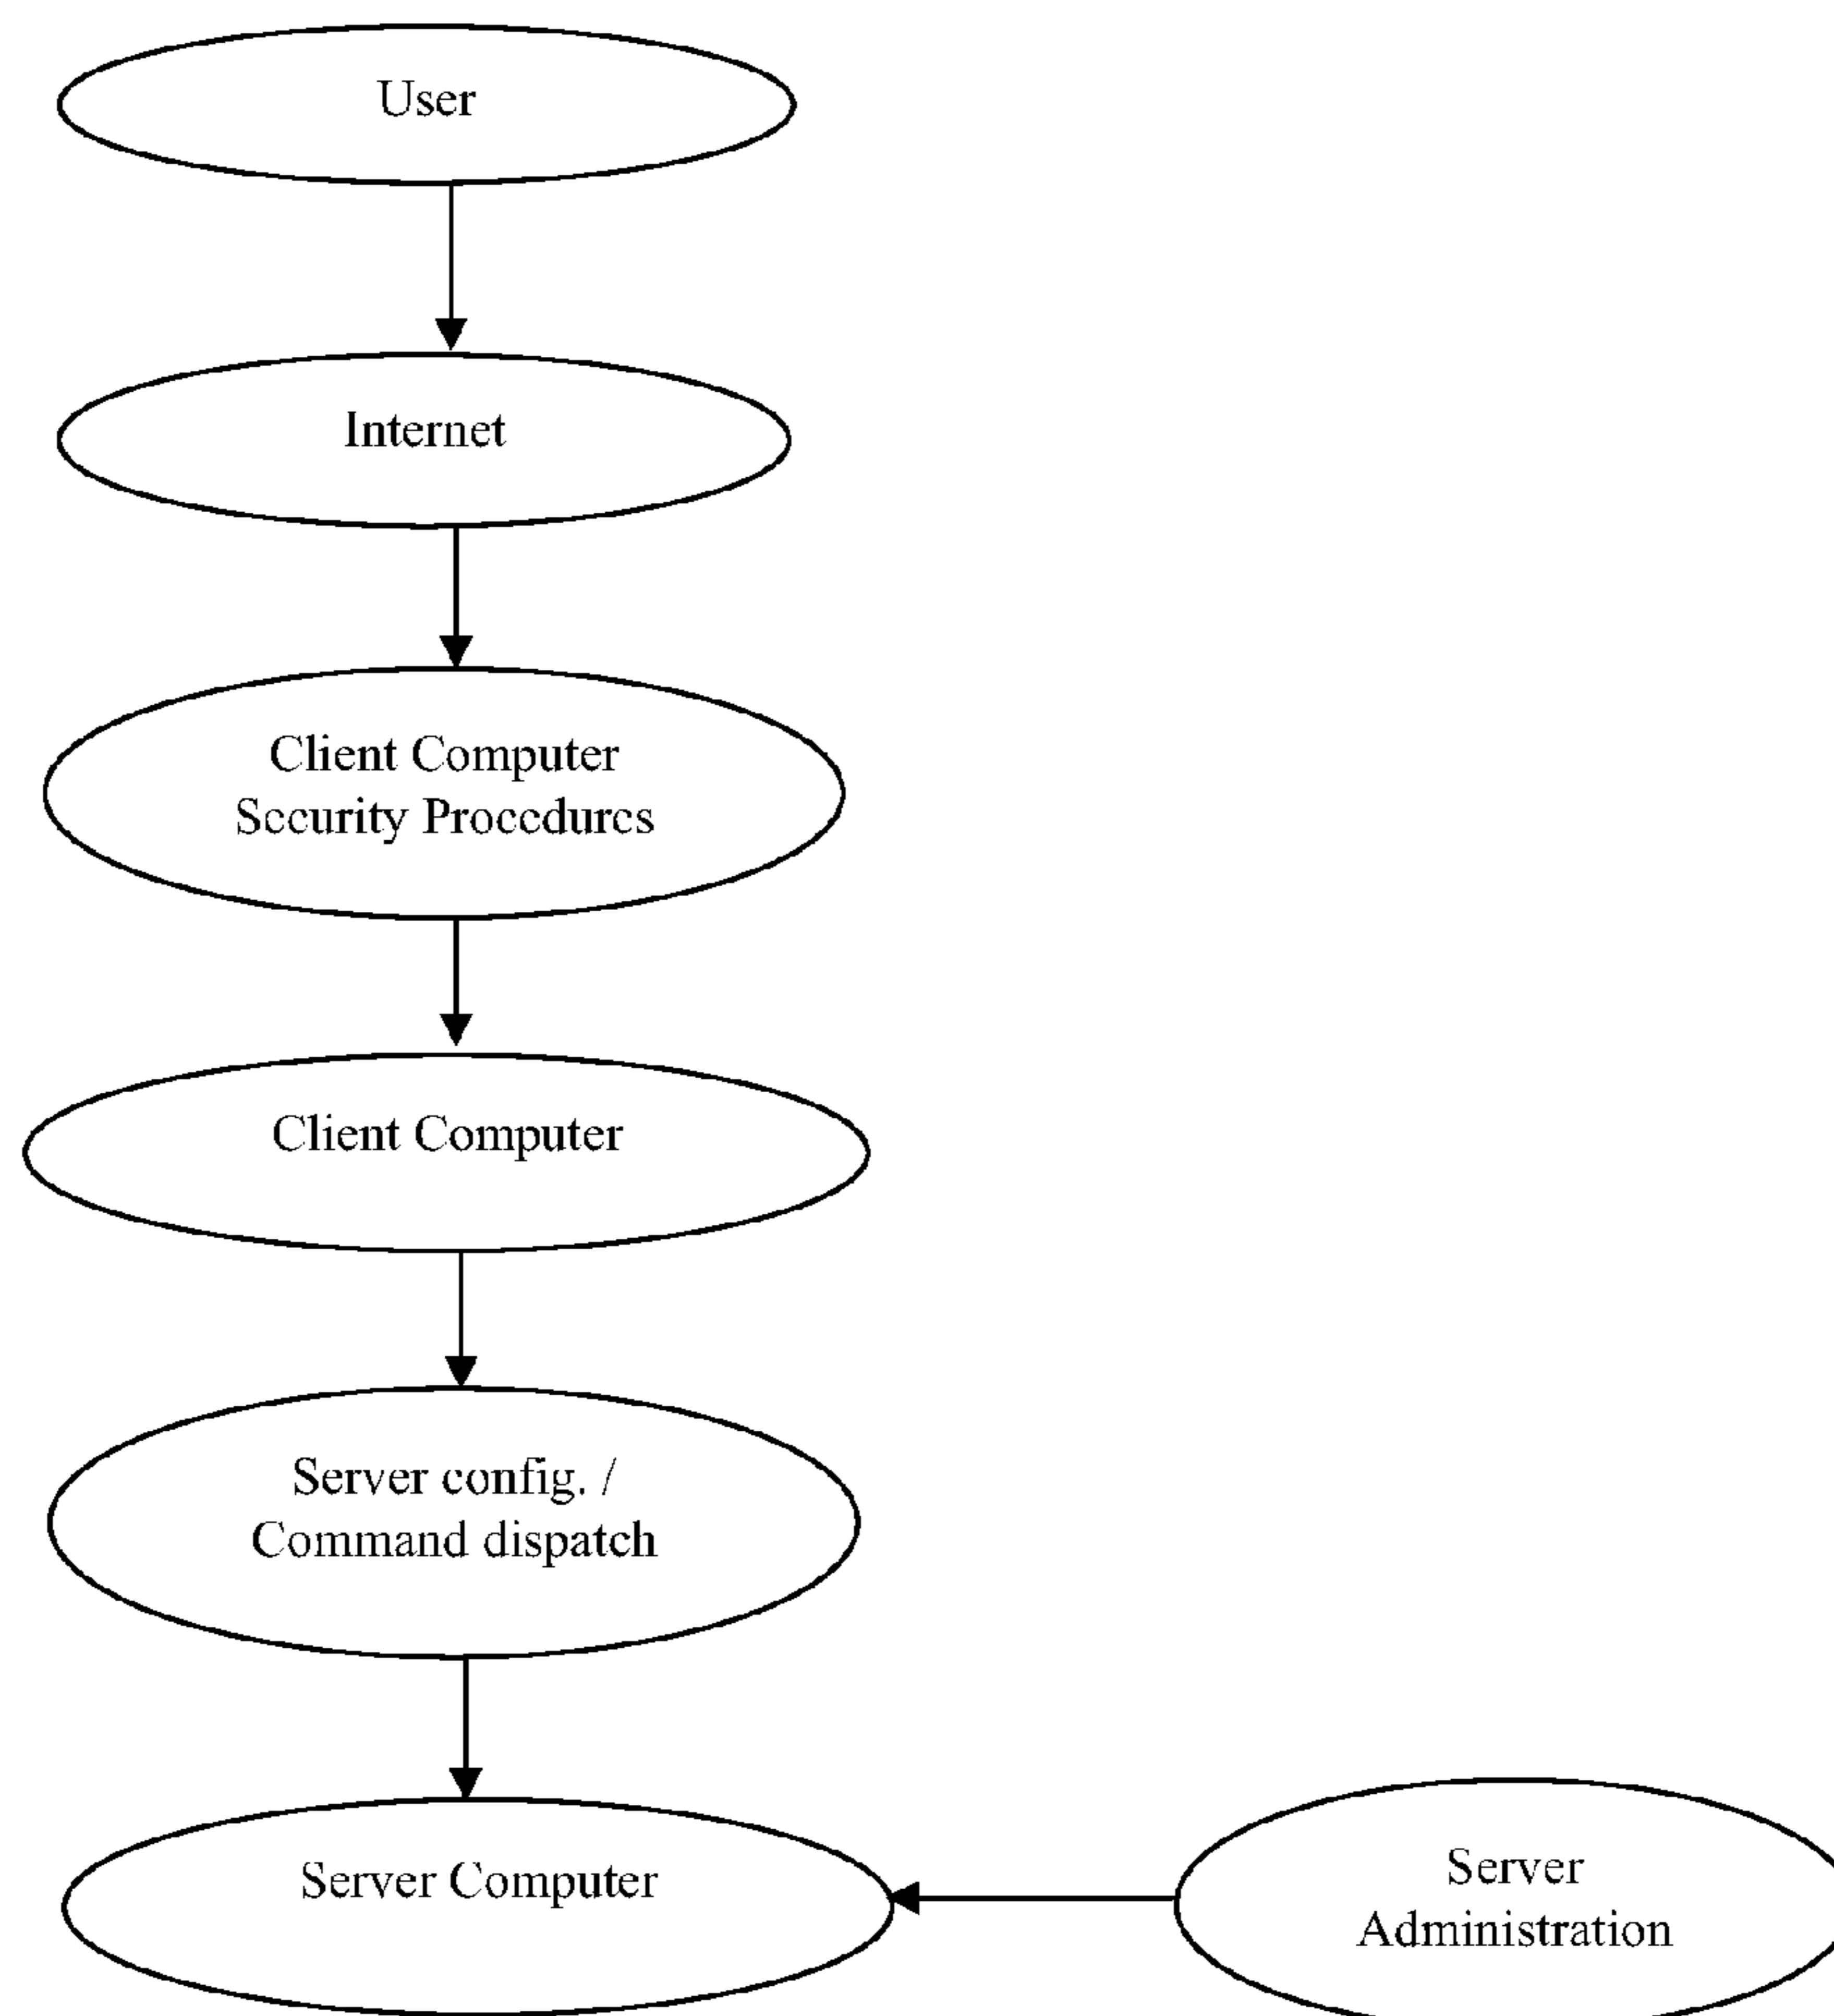 User
Internet
Client Computer
Security Procedures
Client Computer
Server config. /
Command dispatch
Server Computer
Server
Administration